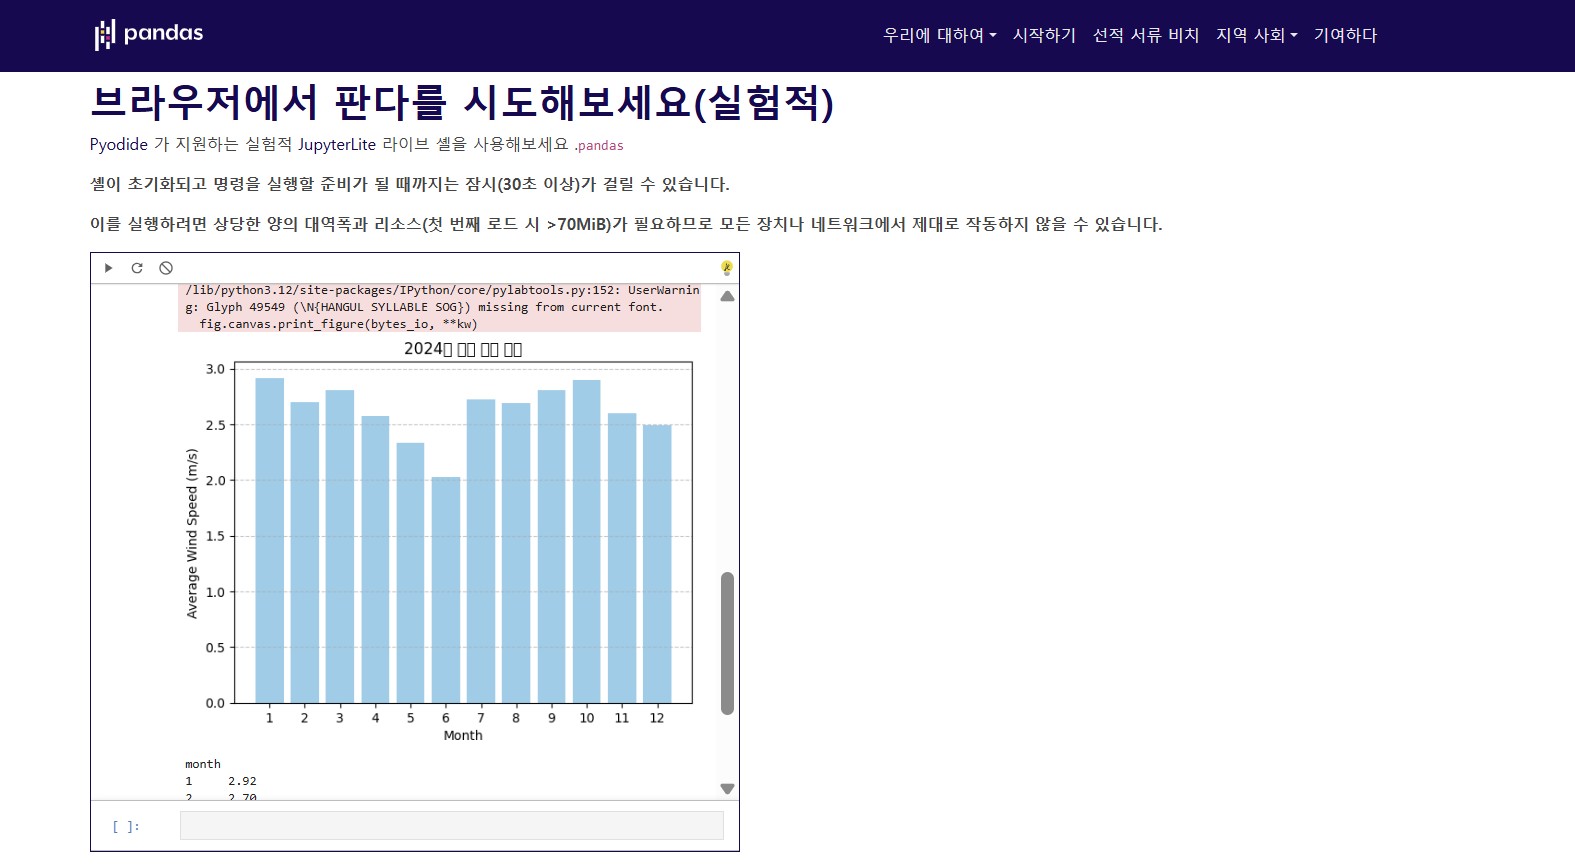 pandas
우리에 대하여 시작하기 선적 서류 비치 지역 사회 기여하다
브라우저에서 판다를 시도해보세요(실험적)
Pyodide 가 지원하는 실험적 JupyterLite 라이브 셸을 사용해보세요 .pandas
셸이 초기화되고 명령을 실행할 준비가 될 때까지는 잠시(30초 이상)가 걸릴 수 있습니다.
이를 실행하려면 상당한 양의 대역폭과 리소스(첫 번째 로드 시 >70MiB)가 필요하므로 모든 장치나 네트워크에서 제대로 작동하지 않을 수 있습니다.
/lib/python3.12/site-packages/IPython/core/pylabtools.py:152: UserWarnin
g: Glyph 49549 (\N{HANGUL SYLLABLE SOG}) missing from current font.
fig.canvas.print_figure(bytes_io, **kw)
2024▯ ▯▯ ▯▯ ▯▯
3.0
2.5
2.0
1.5
1.0
0.5
0.0
Average Wind Speed (m/s)
1 2 3 4 5 6 7 8 9 10 11 12
Month
month
1 2.92
2 2.70
[ ]: